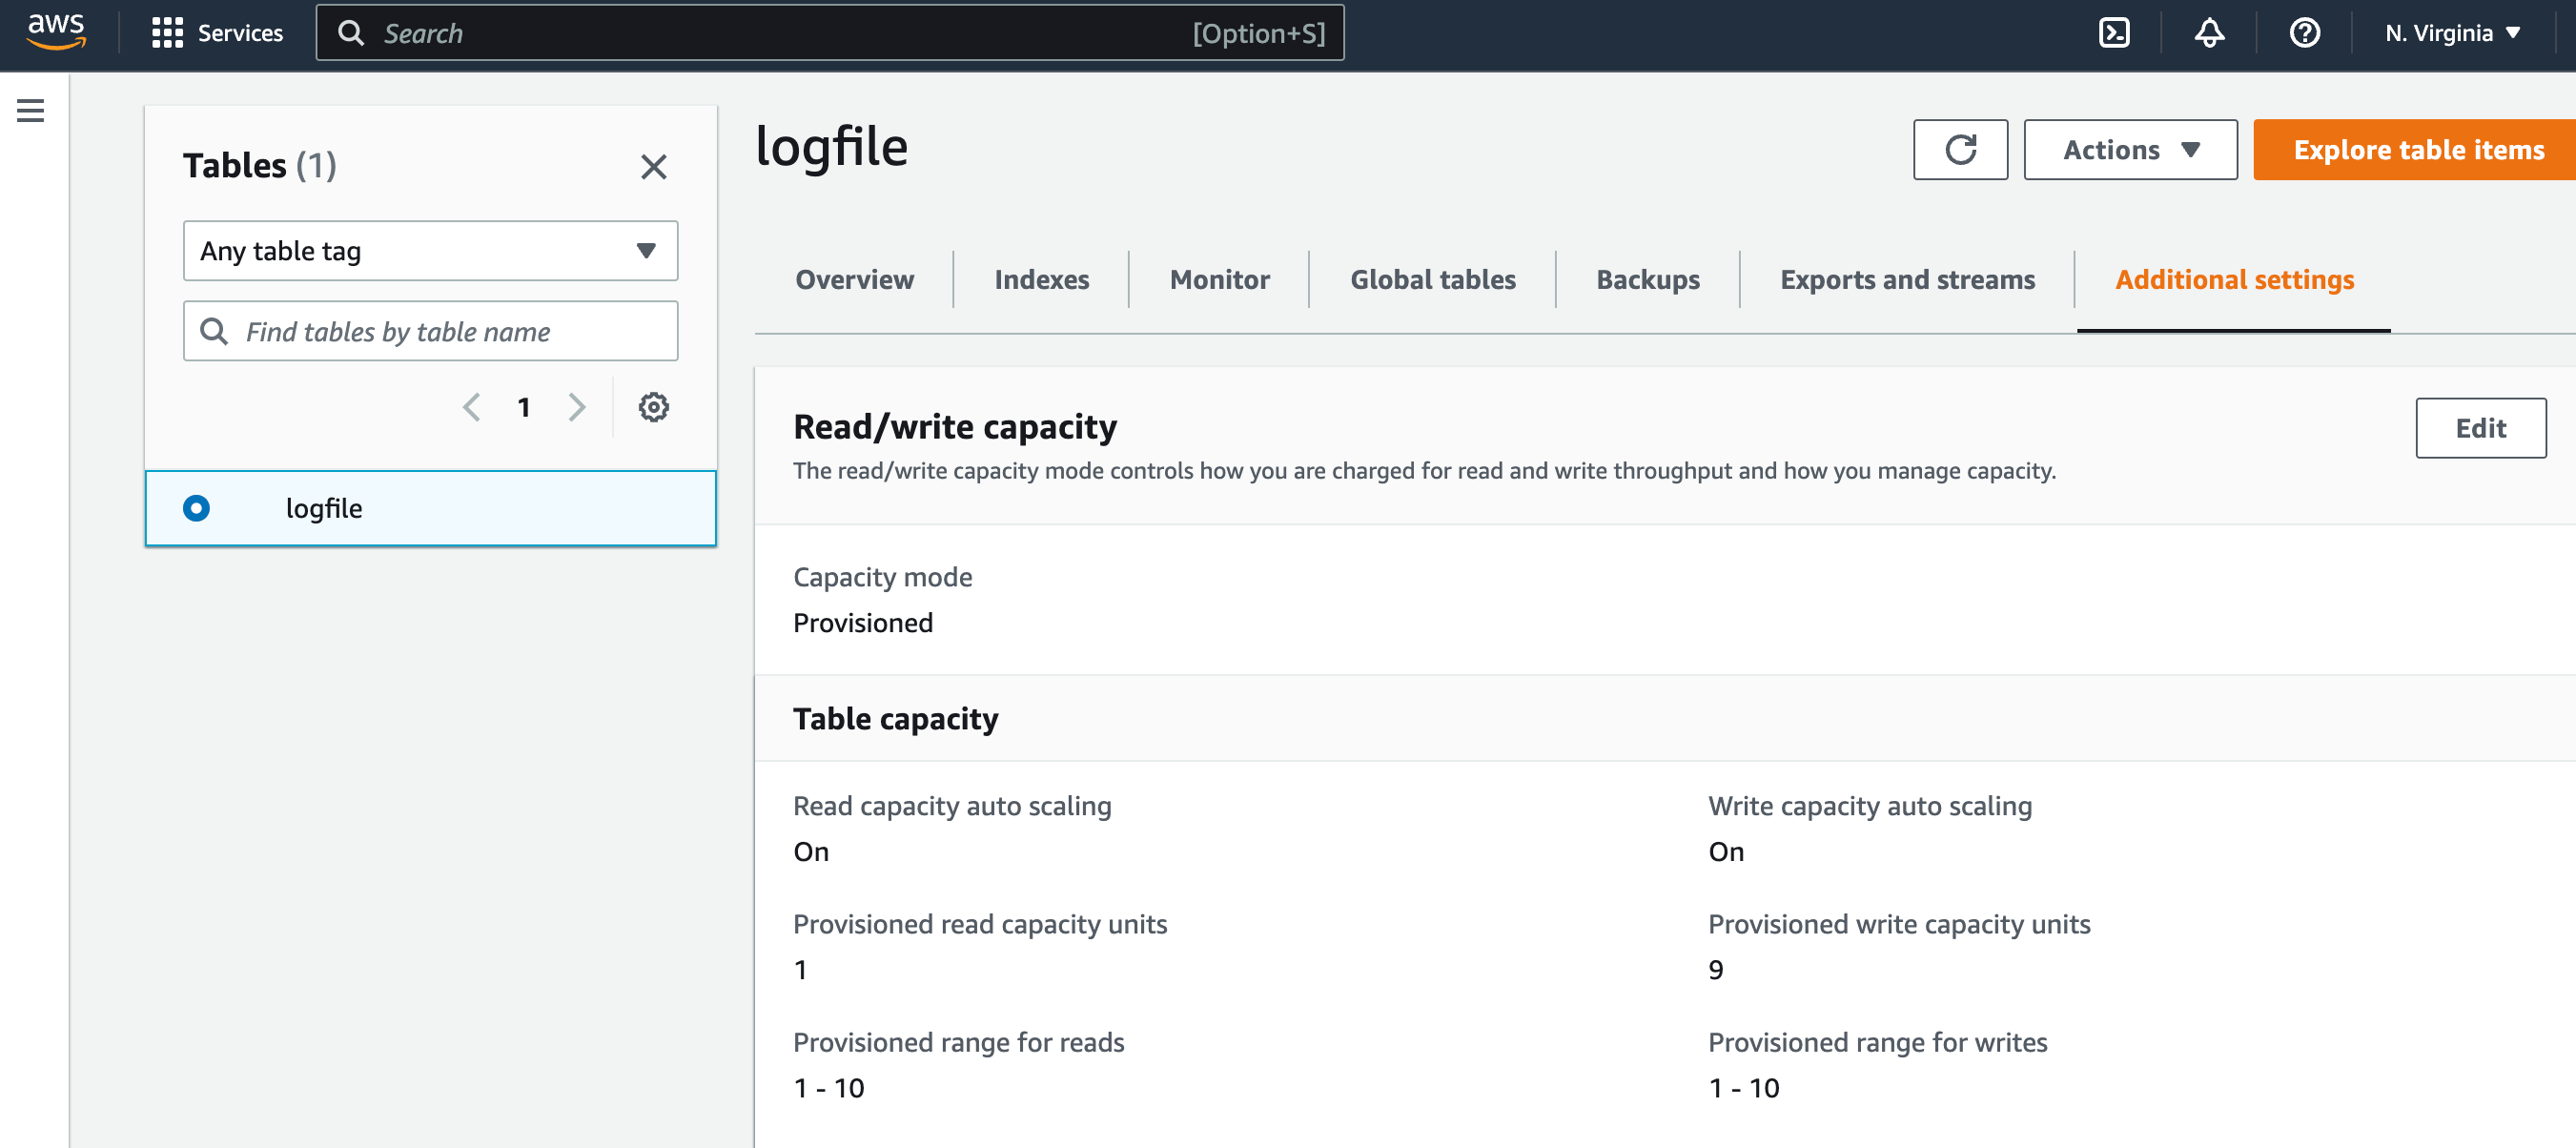 aws Services Search [Option+S] N. Virginia
Tables (1)
Any table tag
Find tables by table name
1
logfile
logfile
Actions
Explore table items
Overview Indexes Monitor Global tables Backups Exports and streams Additional settings
Read/write capacity
Edit
The read/write capacity mode controls how you are charged for read and write throughput and how you manage capacity.
Capacity mode
Provisioned
Table capacity
Read capacity auto scaling
On
Write capacity auto scaling
On
Provisioned read capacity units
1
Provisioned write capacity units
9
Provisioned range for reads
1 - 10
Provisioned range for writes
1 - 10